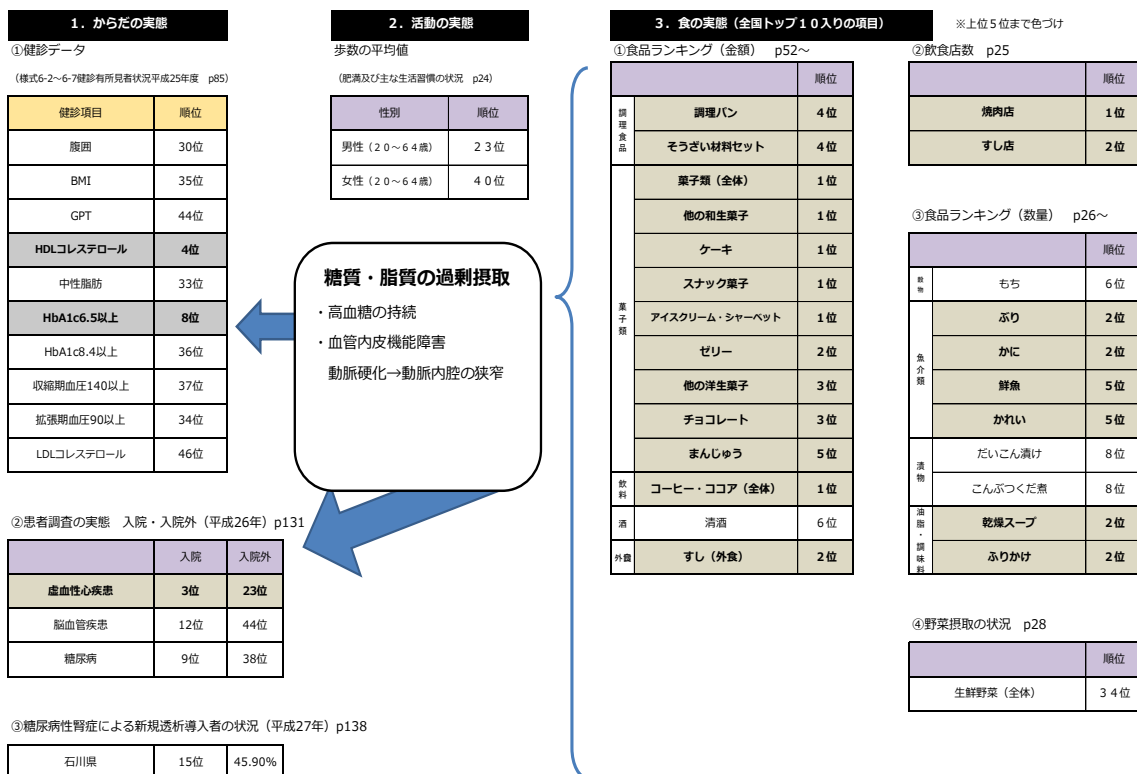 1．からだの実態
①健診データ
（様式6-2～6-7健診有所見者状況平成25年度　p85）
健診項目　順位
腹囲　30位
BMI　35位
GPT　44位
HDLコレステロール　4位
中性脂肪　33位
HbA1c6.5以上　8位
HbA1c8.4以上　36位
収縮期血圧140以上　37位
拡張期血圧90以上　34位
LDLコレステロール　46位
②患者調査の実態　入院・入院外（平成26年）p131
入院　入院外
虚血性心疾患　3位　23位
脳血管疾患　12位　44位
糖尿病　9位　38位
③糖尿病性腎症による新規透析導入者の状況（平成27年）p138
石川県　15位　45.90%
2．活動の実態
歩数の平均値
（肥満及び主な生活習慣の状況　p24）
性別　順位
男性（２０～６４歳）　２３位
女性（２０～６４歳）　４０位
糖質・脂質の過剰摂取
・高血糖の持続
・血管内皮機能障害
動脈硬化→動脈内腔の狭窄
3．食の実態（全国トップ１０入りの項目）
※上位５位まで色づけ
①食品ランキング（金額）　p52～
順位
調理食品
調理パン　４位
そうざい材料セット　４位
菓子類
菓子類（全体）　１位
他の和生菓子　１位
ケーキ　１位
スナック菓子　１位
アイスクリーム・シャーベット　１位
ゼリー　２位
他の洋生菓子　３位
チョコレート　３位
まんじゅう　５位
飲料
コーヒー・ココア（全体）　１位
酒
清酒　６位
外食
すし（外食）　２位
②飲食店数　p25
順位
焼肉店　１位
すし店　２位
③食品ランキング（数量）　p26～
順位
穀物
もち　６位
魚介類
ぶり　２位
かに　２位
鮮魚　５位
かれい　５位
漬物
だいこん漬け　８位
こんぶつくだ煮　８位
油脂・調味料
乾燥スープ　２位
ふりかけ　２位
④野菜摂取の状況　p28
順位
生鮮野菜（全体）　３４位